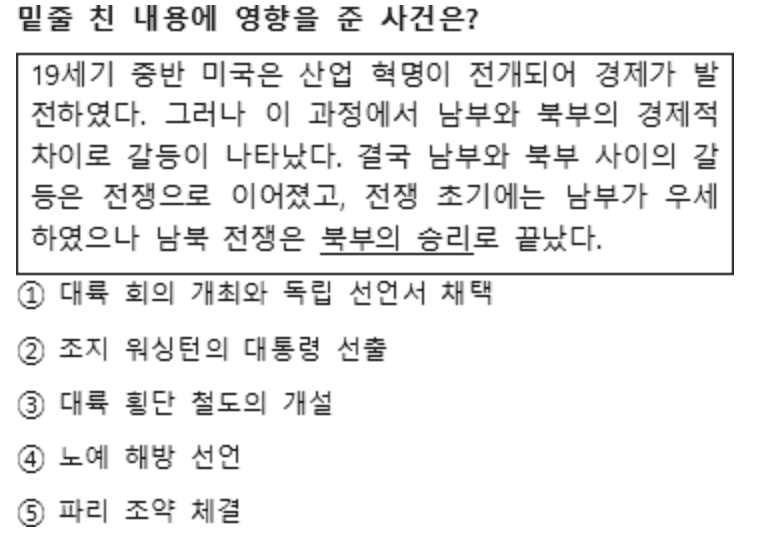 밑줄 친 내용에 영향을 준 사건은?
19세기 중반 미국은 산업 혁명이 전개되어 경제가 발
전하였다. 그러나 이 과정에서 남부와 북부의 경제적
차이로 갈등이 나타났다. 결국 남부와 북부 사이의 갈
등은 전쟁으로 이어졌고, 전쟁 초기에는 남부가 우세
하였으나 남북 전쟁은 북부의 승리로 끝났다.
① 대륙 회의 개최와 독립 선언서 채택
② 조지 워싱턴의 대통령 선출
③ 대륙 횡단 철도의 개설
④ 노예 해방 선언
⑤ 파리 조약 체결